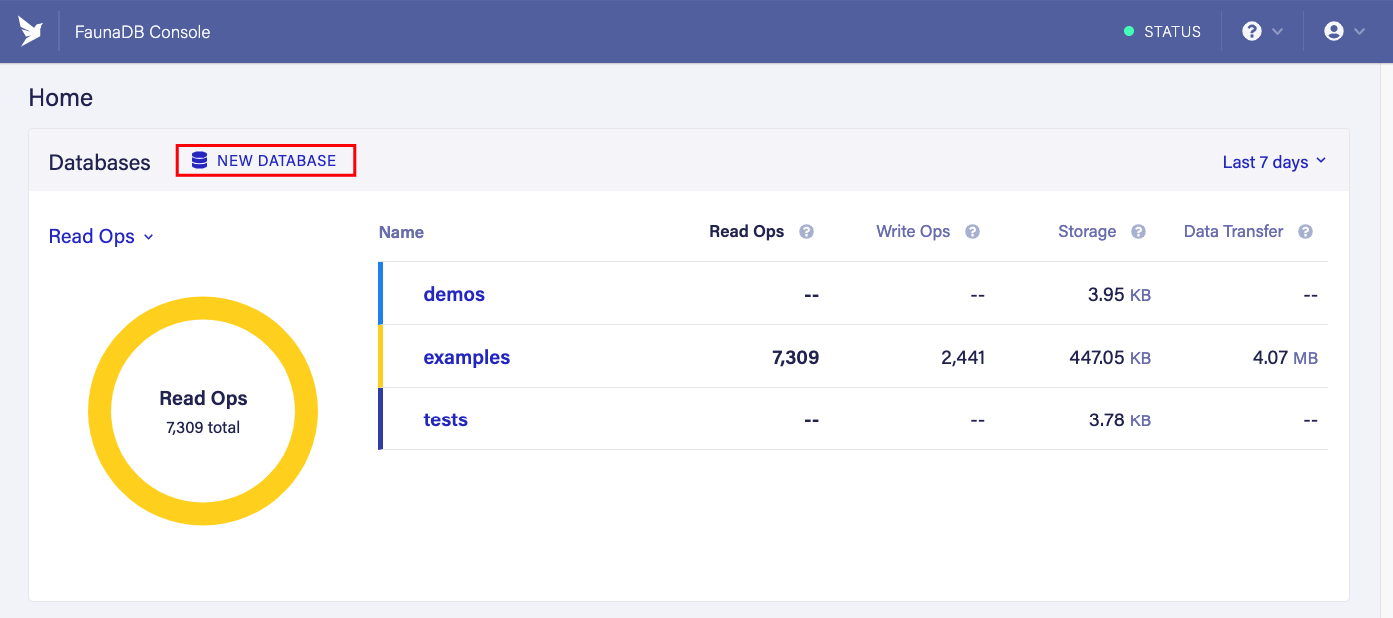 FaunaDB Console
STATUS
Home
Databases
NEW DATABASE
Last 7 days
Read Ops
Name Read Ops ? Write Ops ? Storage ? Data Transfer ?
demos -- -- 3.95 KB --
examples 7,309 2,441 447.05 KB 4.07 MB
tests -- -- 3.78 KB --
Read Ops
7,309 total